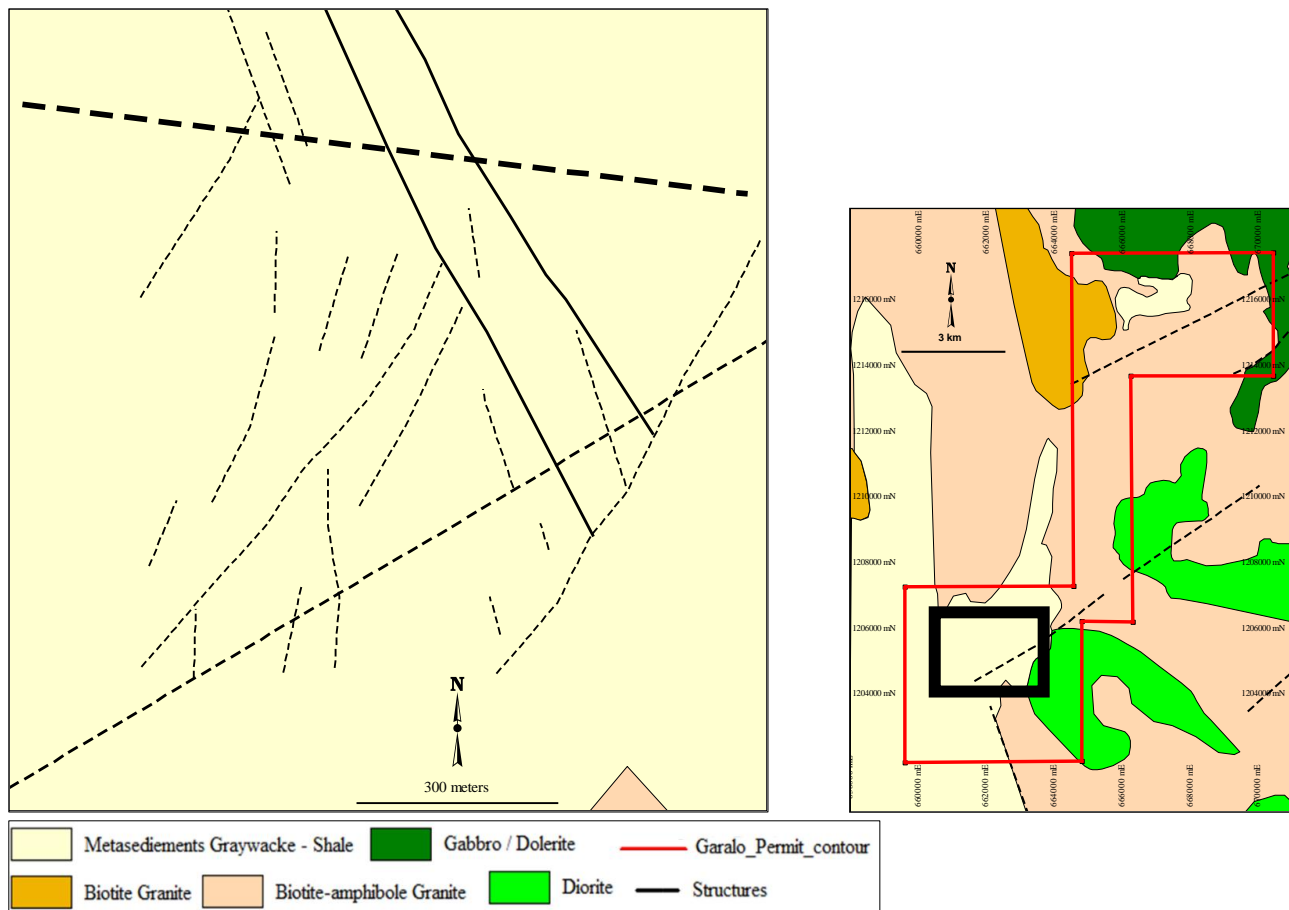 N
300 meters
660000 mE
662000 mE
664000 mE
666000 mE
668000 mE
670000 mE
N
3 km
1216000 mN
1216000 mN
1214000 mN
1214000 mN
1212000 mN
1212000 mN
1210000 mN
1210000 mN
1208000 mN
1208000 mN
1206000 mN
1206000 mN
1204000 mN
1204000 mN
660000 mE
662000 mE
664000 mE
666000 mE
668000 mE
670000 mE
Metasediements Graywacke - Shale
Gabbro / Dolerite
Garalo_Permit_contour
Biotite Granite
Biotite-amphibole Granite
Diorite
Structures